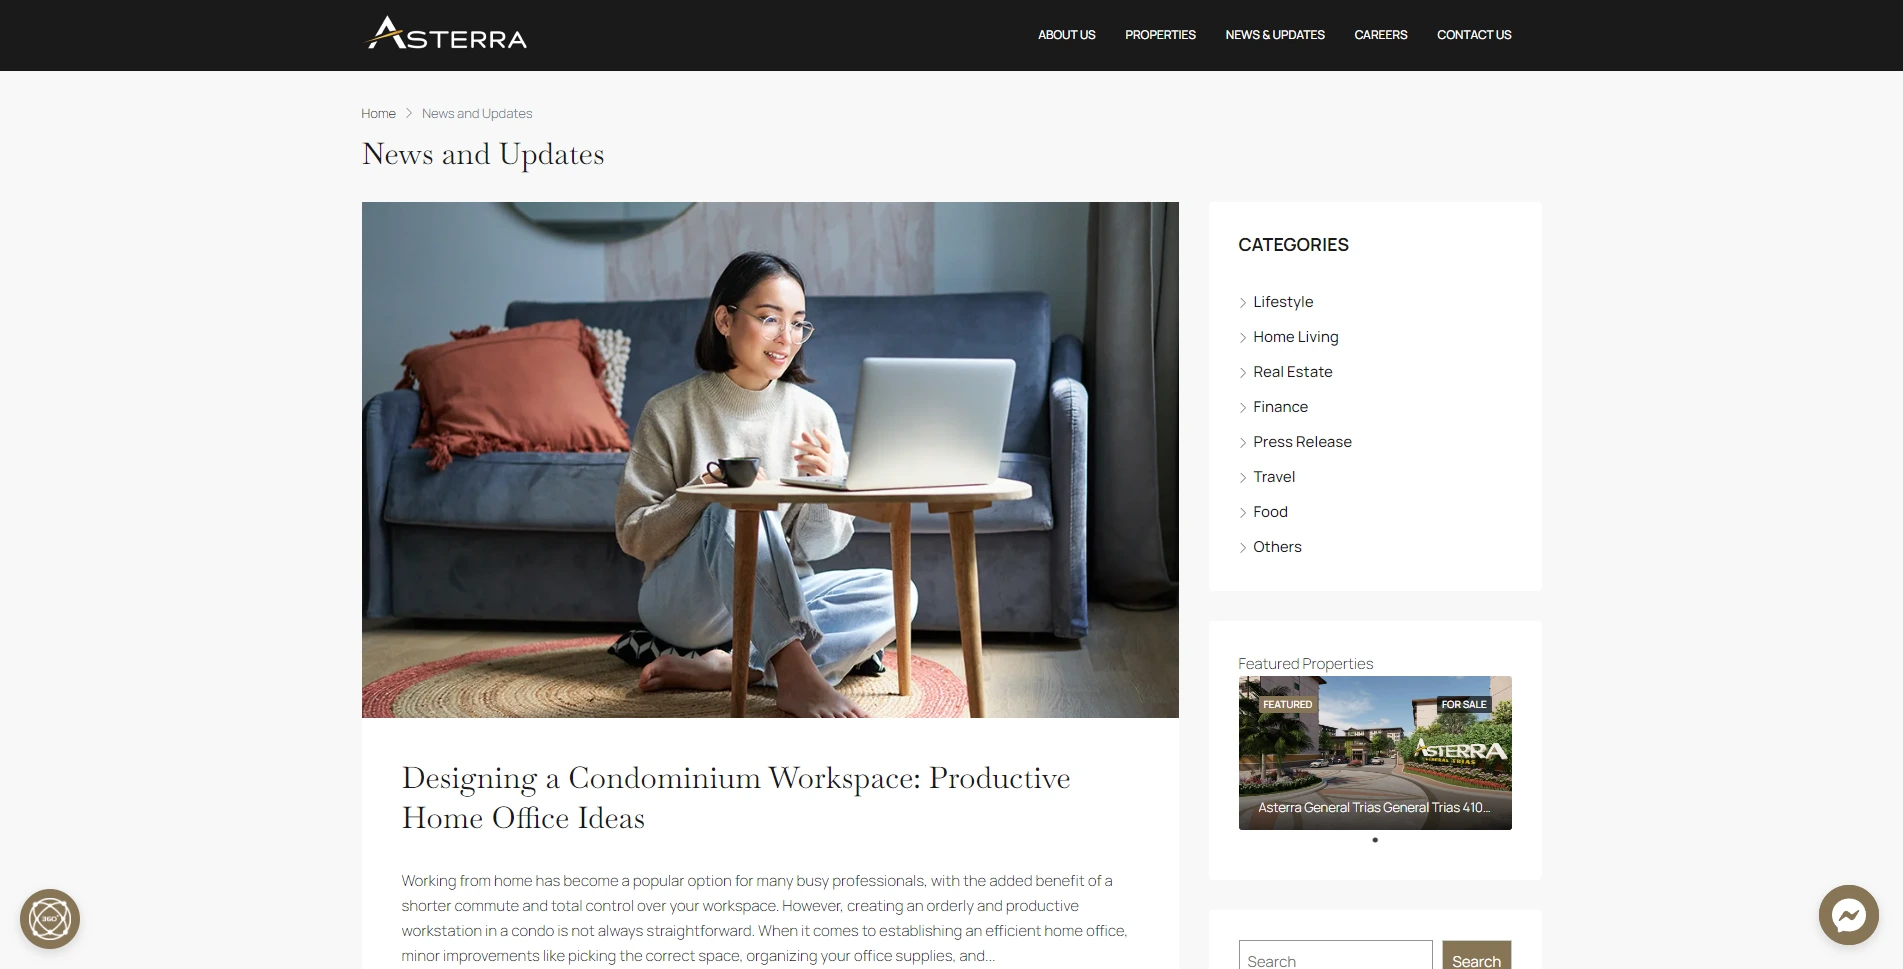 ASTERRA
ABOUT US
PROPERTIES
NEWS & UPDATES
CAREERS
CONTACT US
Home
News and Updates
News and Updates
Designing a Condominium Workspace: Productive
Home Office Ideas
Working from home has become a popular option for many busy professionals, with the added benefit of a
shorter commute and total control over your workspace. However, creating an orderly and productive
workstation in a condo is not always straightforward. When it comes to establishing an efficient home office,
minor improvements like picking the correct space, organizing your office supplies, and...
CATEGORIES
Lifestyle
Home Living
Real Estate
Finance
Press Release
Travel
Food
Others
Featured Properties
FEATURED
FOR SALE
ASTERRA
GENERAL TRIAS
Asterra General Trias General Trias 410...
Search
Search
360°